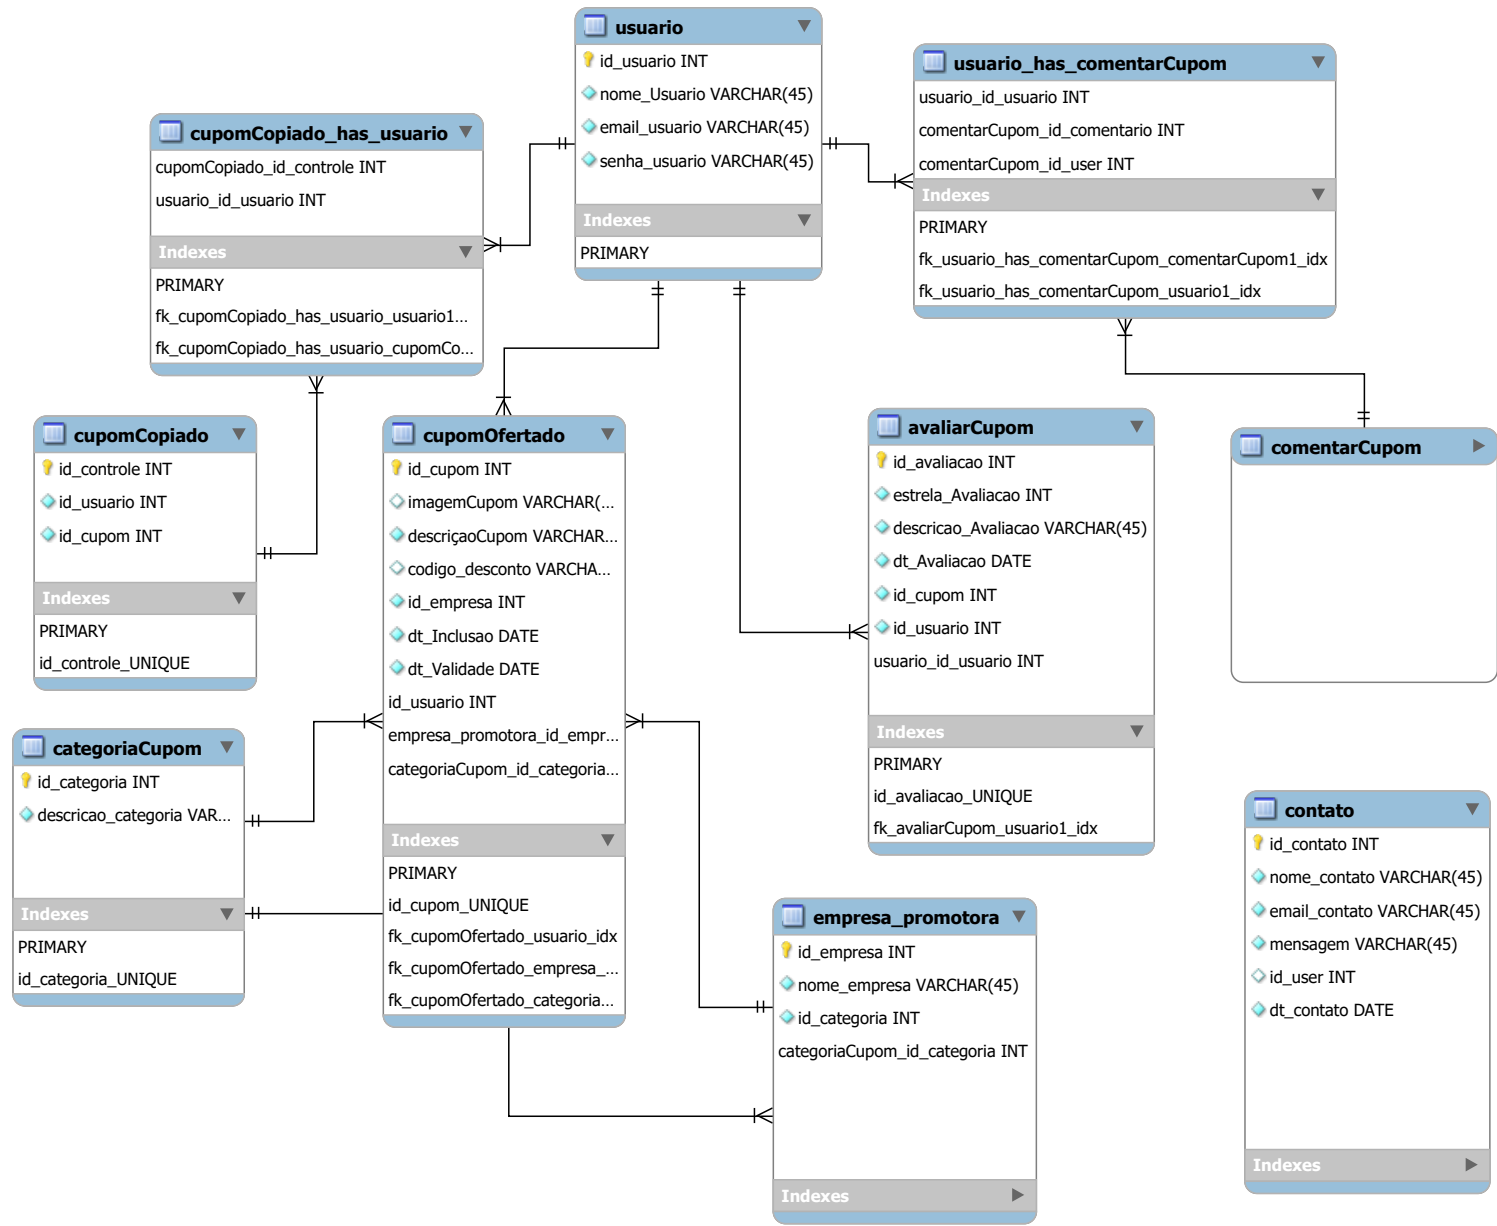 usuario
id_usuario INT
nome_Usuario VARCHAR(45)
email_usuario VARCHAR(45)
senha_usuario VARCHAR(45)
Indexes
PRIMARY
usuario_has_comentarCupom
usuario_id_usuario INT
comentarCupom_id_comentario INT
comentarCupom_id_user INT
Indexes
PRIMARY
fk_usuario_has_comentarCupom_comentarCupom1_idx
fk_usuario_has_comentarCupom_usuario1_idx
cupomCopiado_has_usuario
cupomCopiado_id_controle INT
usuario_id_usuario INT
Indexes
PRIMARY
fk_cupomCopiado_has_usuario_usuario1...
fk_cupomCopiado_has_usuario_cupomCo...
cupomCopiado
id_controle INT
id_usuario INT
id_cupom INT
Indexes
PRIMARY
id_controle_UNIQUE
cupomOfertado
id_cupom INT
imagemCupom VARCHAR(...
descriçaoCupom VARCHAR...
codigo_desconto VARCHA...
id_empresa INT
dt_Inclusao DATE
dt_Validade DATE
id_usuario INT
empresa_promotora_id_empr...
categoriaCupom_id_categoria...
Indexes
PRIMARY
id_cupom_UNIQUE
fk_cupomOfertado_usuario_idx
fk_cupomOfertado_empresa_...
fk_cupomOfertado_categoria...
avaliarCupom
id_avaliacao INT
estrela_Avaliacao INT
descricao_Avaliacao VARCHAR(45)
dt_Avaliacao DATE
id_cupom INT
id_usuario INT
usuario_id_usuario INT
Indexes
PRIMARY
id_avaliacao_UNIQUE
fk_avaliarCupom_usuario1_idx
comentarCupom
categoriaCupom
id_categoria INT
descricao_categoria VAR...
Indexes
PRIMARY
id_categoria_UNIQUE
empresa_promotora
id_empresa INT
nome_empresa VARCHAR(45)
id_categoria INT
categoriaCupom_id_categoria INT
Indexes
contato
id_contato INT
nome_contato VARCHAR(45)
email_contato VARCHAR(45)
mensagem VARCHAR(45)
id_user INT
dt_contato DATE
Indexes